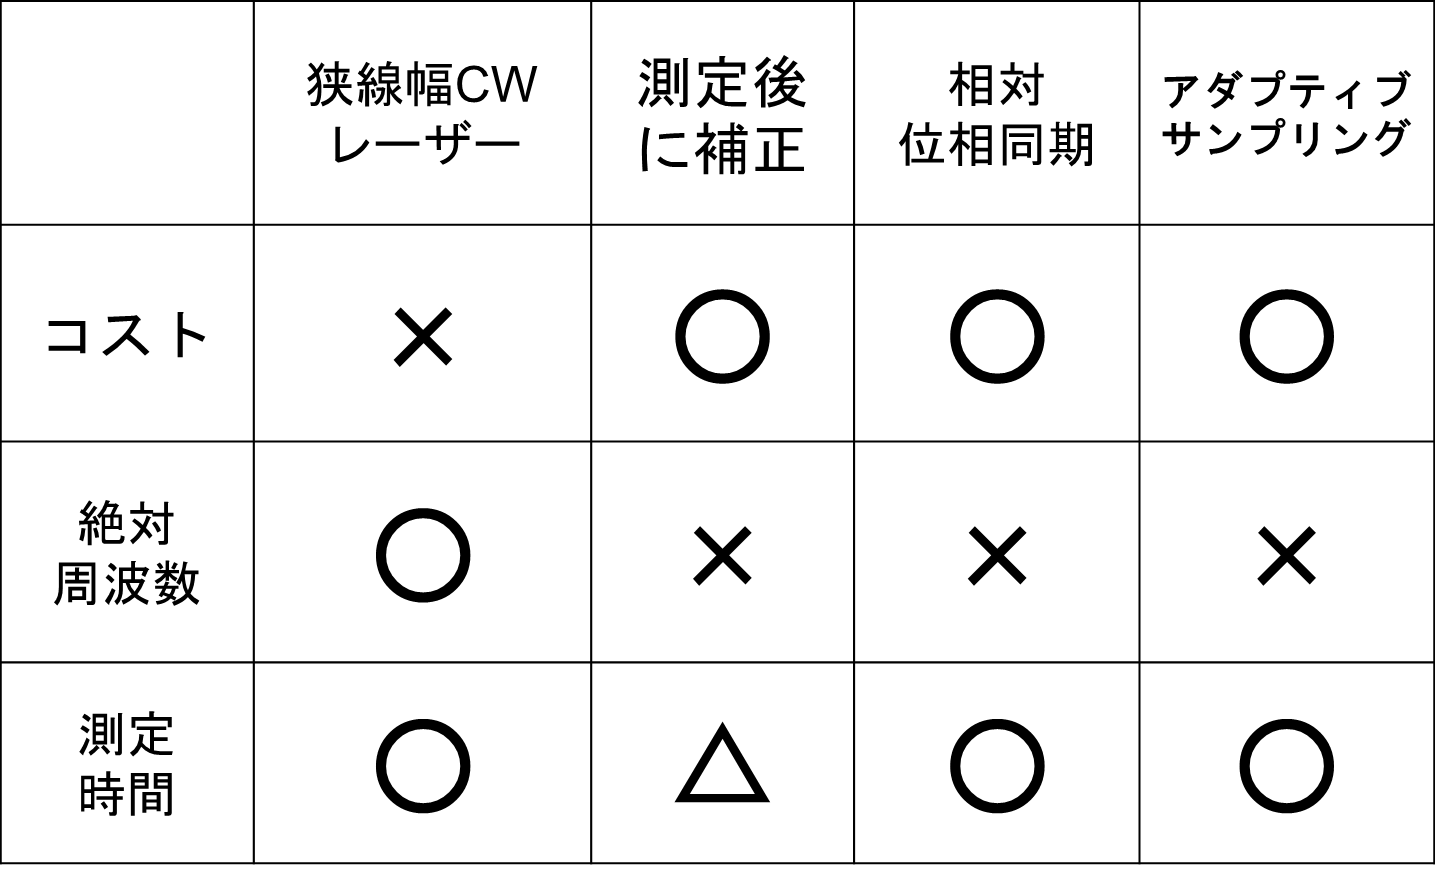 狭線幅CW
レーザー
測定後
に補正
相対
位相同期
アダプティブ
サンプリング
コスト
×
○
○
○
絶対
周波数
○
×
×
×
測定
時間
○
△
○
○